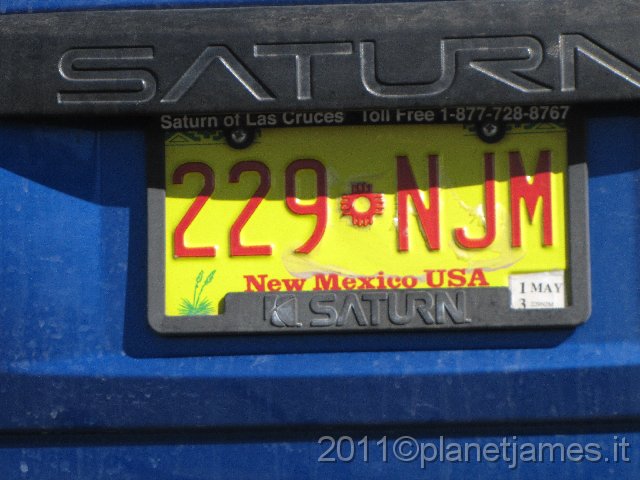 SATURN
Saturn of Las Cruces Toll Free 1-877-728-8767
229 NJM
New Mexico USA
1 MAY
3
SATURN
2011©planetjames.it